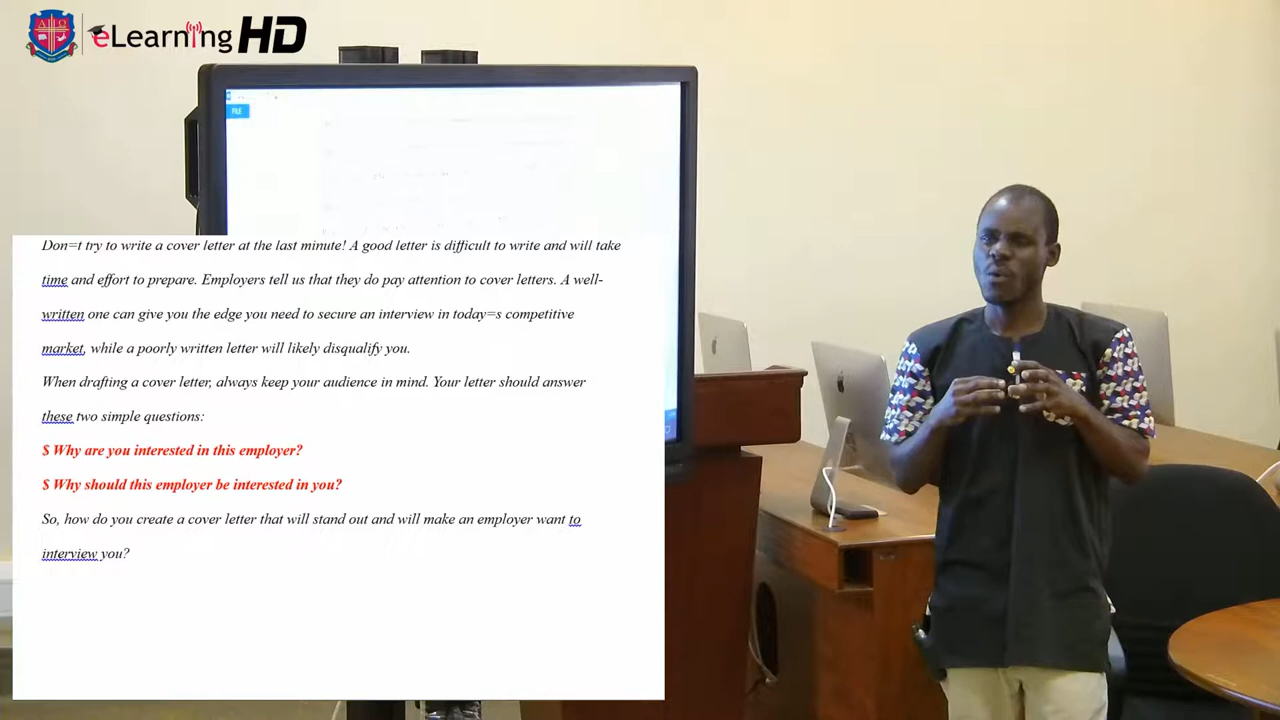 ΑΩ
eLearning HD
FILE
Don=t try to write a cover letter at the last minute! A good letter is difficult to write and will take
time and effort to prepare. Employers tell us that they do pay attention to cover letters. A well-
written one can give you the edge you need to secure an interview in today=s competitive
market, while a poorly written letter will likely disqualify you.
When drafting a cover letter, always keep your audience in mind. Your letter should answer
these two simple questions:
$ Why are you interested in this employer?
$ Why should this employer be interested in you?
So, how do you create a cover letter that will stand out and will make an employer want to
interview you?